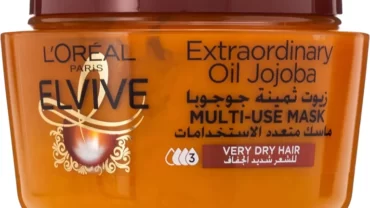 L'ORÉAL
PARIS
ELVIVE
Extraordinary
Oil Jojoba
زيوت ثمينة جوجوبا
MULTI-USE MASK
ماسك متعدد الاستخدامات
VERY DRY HAIR
3
للشعر شديد الجفاف